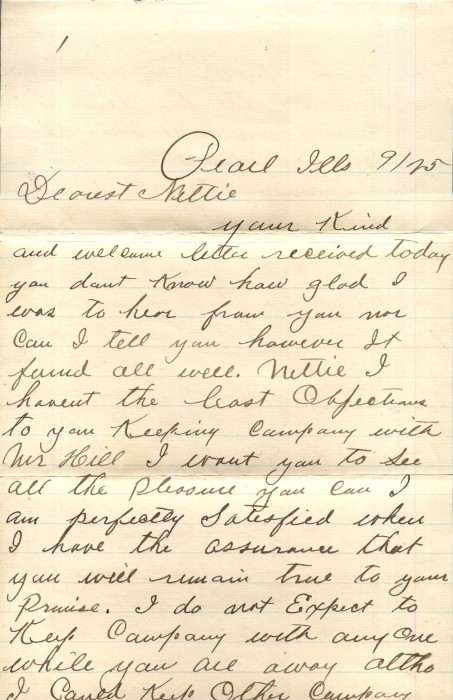 1
Pearl Ills 9/25
Dearest Nettie
your Kind
and welcome letter received today
you dont Know how glad I
was to hear from you nor
Can I tell you however It
found all well. Nettie I
havent the least Objections
to you Keeping Company with
Mr Hill I want you to See
all the pleasure you Can I
am perfectly Satisfied when
I have the assurance that
you will remain true to your
Promise. I do not Expect to
Keep Company with any One
while you are away altho
I Could Keep Other Company